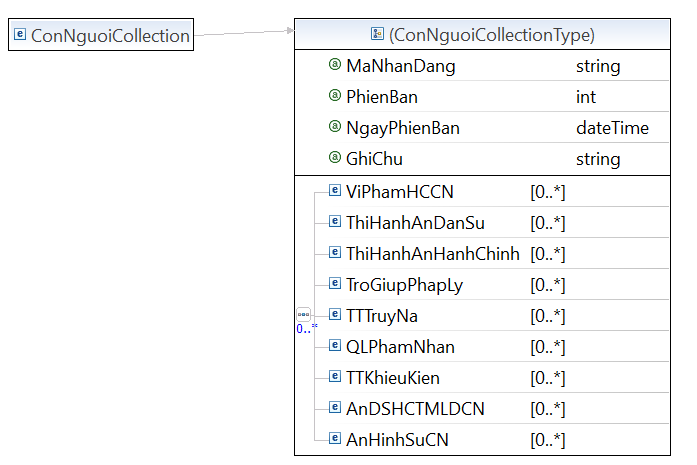 ConNguoiCollection
(ConNguoiCollectionType)
MaNhanDang string
PhienBan int
NgayPhienBan dateTime
GhiChu string
ViPhamHCCN [0..*]
ThiHanhAnDanSu [0..*]
ThiHanhAnHanhChinh [0..*]
TroGiupPhapLy [0..*]
TTTruyNa [0..*]
0..*
QLPhamNhan [0..*]
TTKhieuKien [0..*]
AnDSHCTMLDCN [0..*]
AnHinhSuCN [0..*]